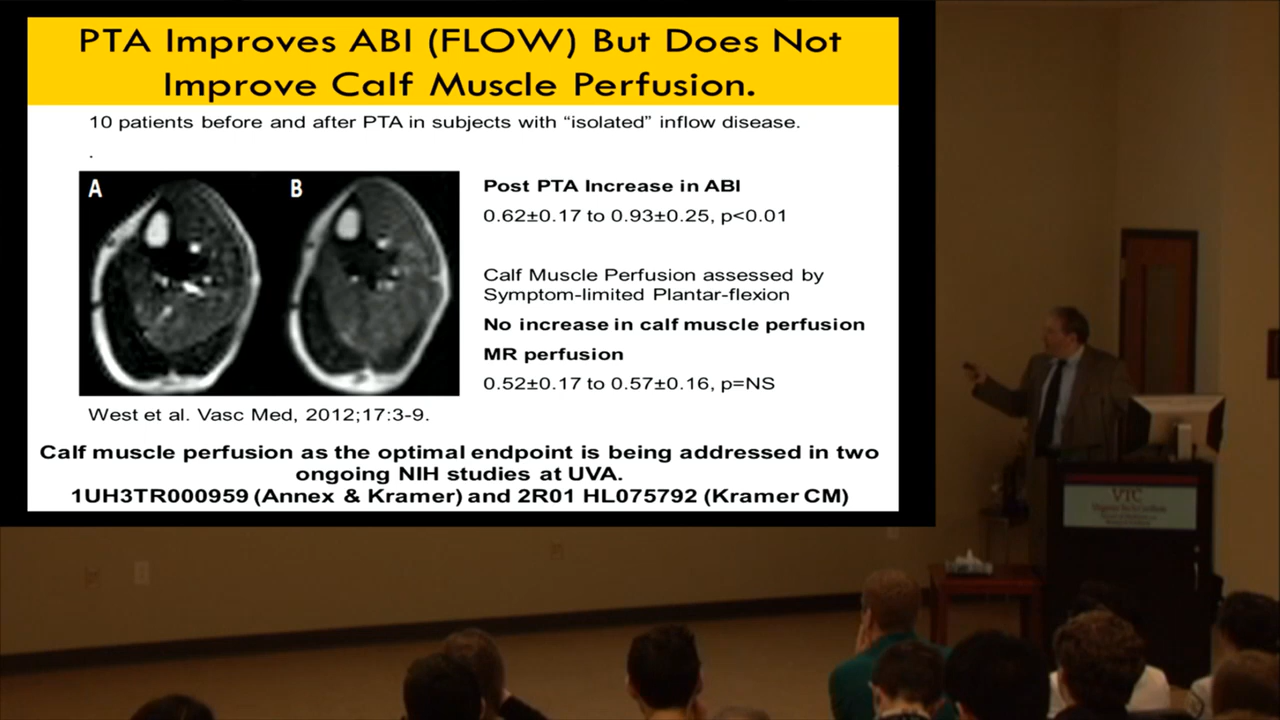 PTA Improves ABI (FLOW) But Does Not
Improve Calf Muscle Perfusion.
10 patients before and after PTA in subjects with “isolated” inflow disease.
.
A
B
Post PTA Increase in ABI
0.62±0.17 to 0.93±0.25, p<0.01
Calf Muscle Perfusion assessed by
Symptom-limited Plantar-flexion
No increase in calf muscle perfusion
MR perfusion
0.52±0.17 to 0.57±0.16, p=NS
West et al. Vasc Med, 2012;17:3-9.
Calf muscle perfusion as the optimal endpoint is being addressed in two
ongoing NIH studies at UVA.
1UH3TR000959 (Annex & Kramer) and 2R01 HL075792 (Kramer CM)
VTC